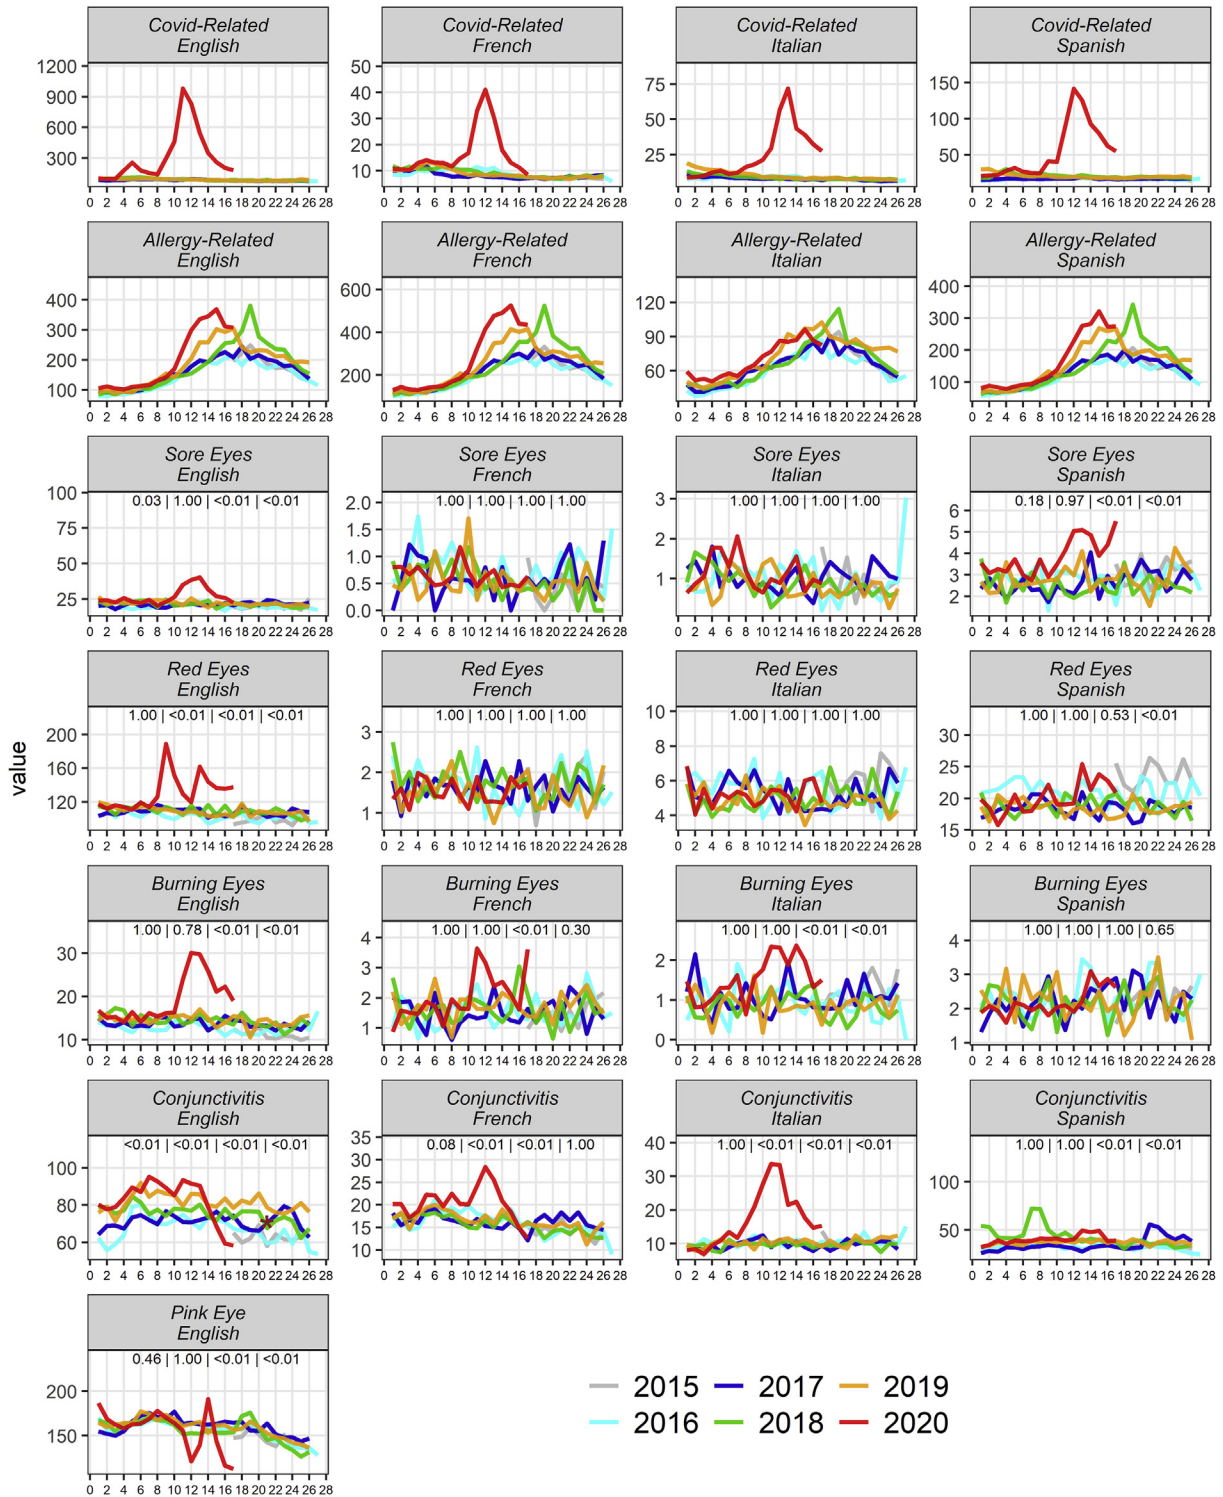 Covid-Related Covid-Related Covid-Related Covid-Related
English French Italian Spanish
1200 50 75 150
900 40 50 100
600 30 25 50
300 20
10
0 2 4 6 8 10 12 14 16 18 20 22 24 26 28 0 2 4 6 8 10 12 14 16 18 20 22 24 26 28 0 2 4 6 8 10 12 14 16 18 20 22 24 26 28 0 2 4 6 8 10 12 14 16 18 20 22 24 26 28
Allergy-Related Allergy-Related Allergy-Related Allergy-Related
English French Italian Spanish
400 600 120 400
300 400 90 300
200 200 60 200
100 100
0 2 4 6 8 10 12 14 16 18 20 22 24 26 28 0 2 4 6 8 10 12 14 16 18 20 22 24 26 28 0 2 4 6 8 10 12 14 16 18 20 22 24 26 28 0 2 4 6 8 10 12 14 16 18 20 22 24 26 28
Sore Eyes Sore Eyes Sore Eyes Sore Eyes
English French Italian Spanish
0.03 | 1.00 | <0.01 | <0.01 1.00 | 1.00 | 1.00 | 1.00 1.00 | 1.00 | 1.00 | 1.00 0.18 | 0.97 | <0.01 | <0.01
100 2.0 3 6
75 1.5 2 5
50 1.0 1 4
25 0.5 3
0.0 2
0 2 4 6 8 10 12 14 16 18 20 22 24 26 28 0 2 4 6 8 10 12 14 16 18 20 22 24 26 28 0 2 4 6 8 10 12 14 16 18 20 22 24 26 28 0 2 4 6 8 10 12 14 16 18 20 22 24 26 28
Red Eyes Red Eyes Red Eyes Red Eyes
English French Italian Spanish
1.00 | <0.01 | <0.01 | <0.01 1.00 | 1.00 | 1.00 | 1.00 1.00 | 1.00 | 1.00 | 1.00 1.00 | 1.00 | 0.53 | <0.01
200 3 10 30
160 2 8 25
120 1 6 20
4 15
value
0 2 4 6 8 10 12 14 16 18 20 22 24 26 28 0 2 4 6 8 10 12 14 16 18 20 22 24 26 28 0 2 4 6 8 10 12 14 16 18 20 22 24 26 28 0 2 4 6 8 10 12 14 16 18 20 22 24 26 28
Burning Eyes Burning Eyes Burning Eyes Burning Eyes
English French Italian Spanish
1.00 | 0.78 | <0.01 | <0.01 1.00 | 1.00 | <0.01 | 0.30 1.00 | 1.00 | <0.01 | <0.01 1.00 | 1.00 | 1.00 | 0.65
30 4 2 4
20 3 1 3
10 2 0 2
1 1
0 2 4 6 8 10 12 14 16 18 20 22 24 26 28 0 2 4 6 8 10 12 14 16 18 20 22 24 26 28 0 2 4 6 8 10 12 14 16 18 20 22 24 26 28 0 2 4 6 8 10 12 14 16 18 20 22 24 26 28
Conjunctivitis Conjunctivitis Conjunctivitis Conjunctivitis
English French Italian Spanish
<0.01 | <0.01 | <0.01 | <0.01 0.08 | <0.01 | <0.01 | 1.00 1.00 | <0.01 | <0.01 | <0.01 1.00 | 1.00 | <0.01 | <0.01
100 35 40 100
80 30 30 50
60 25 20
20 10
15
10
0 2 4 6 8 10 12 14 16 18 20 22 24 26 28 0 2 4 6 8 10 12 14 16 18 20 22 24 26 28 0 2 4 6 8 10 12 14 16 18 20 22 24 26 28 0 2 4 6 8 10 12 14 16 18 20 22 24 26 28
Pink Eye
English
0.46 | 1.00 | <0.01 | <0.01
200
150
0 2 4 6 8 10 12 14 16 18 20 22 24 26 28
2015 2017 2019
2016 2018 2020